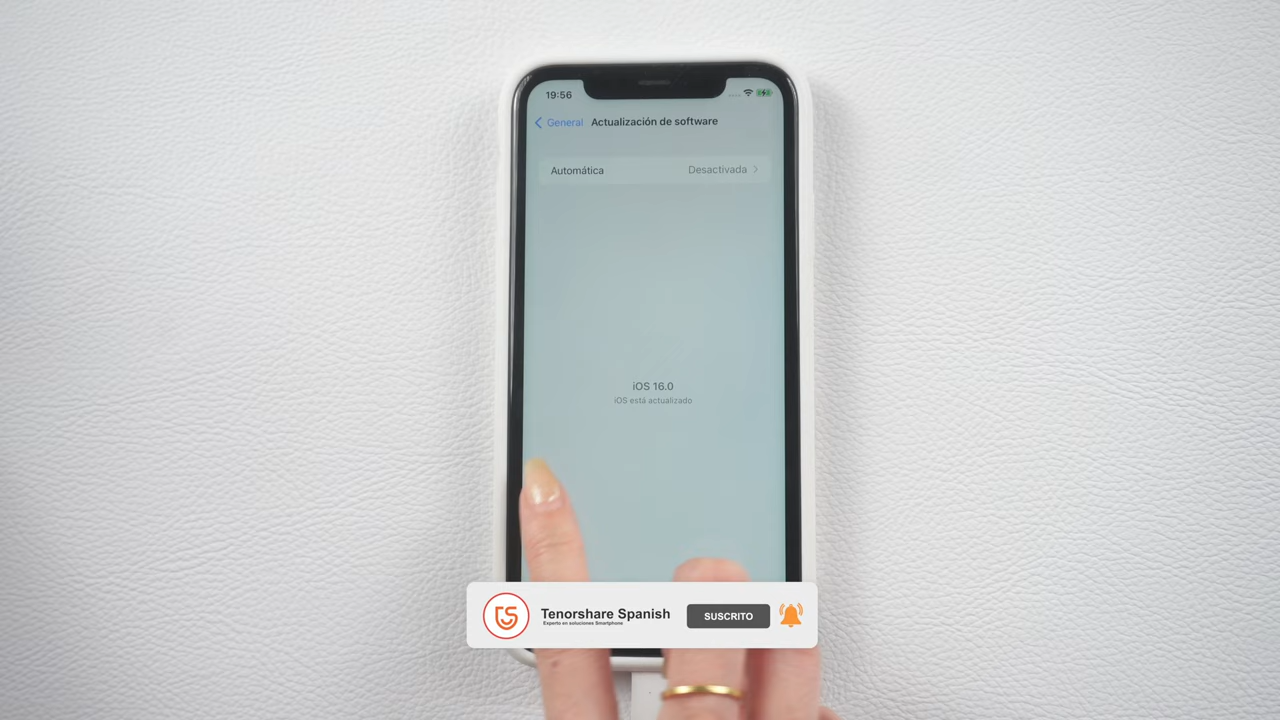 19:56
General
Actualización de software
Automática Desactivada
iOS 16.0
iOS está actualizado
Tenorshare Spanish
Experto en soluciones Smartphone
SUSCRITO